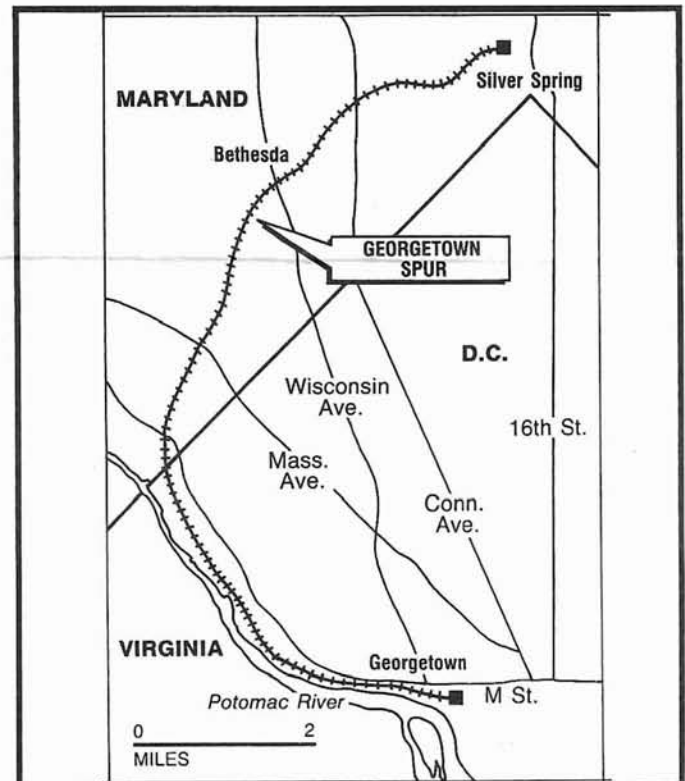 Silver Spring
MARYLAND
Bethesda
GEORGETOWN
SPUR
D.C.
Wisconsin
Ave.
16th St.
Mass.
Ave.
Conn.
Ave.
VIRGINIA
Georgetown
M St.
Potomac River
0 2
MILES